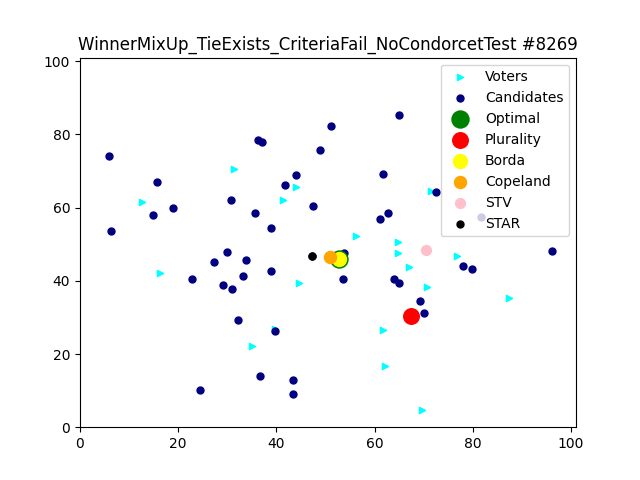 WinnerMixUp_TieExists_CriteriaFail_NoCondorcetTest #8269
Voters
Candidates
Optimal
Plurality
Borda
Copeland
STV
STAR
100
80
60
40
20
0
0 20 40 60 80 100